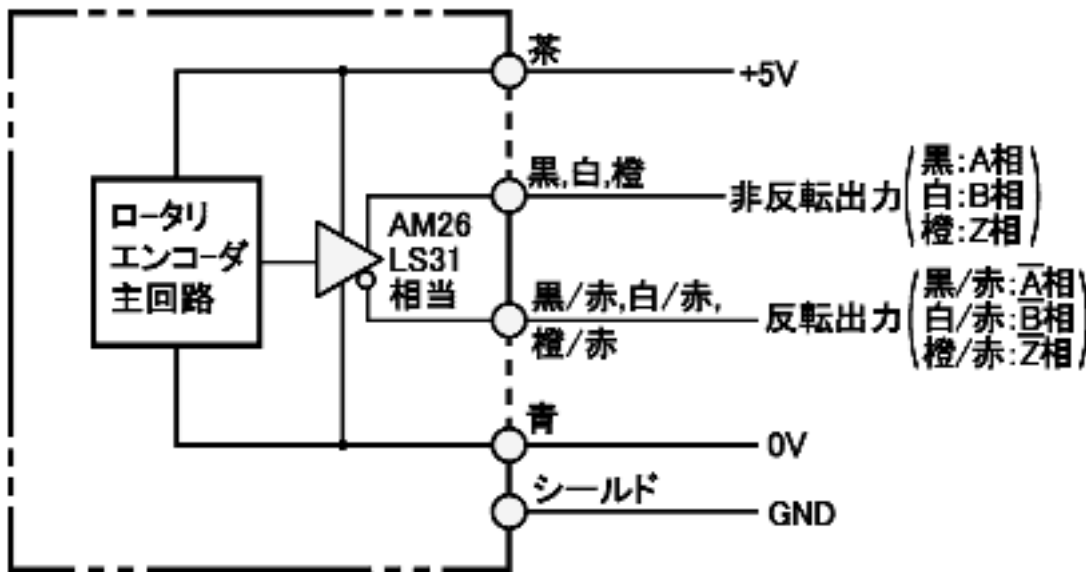 茶
+5V
黒,白,橙
非反転出力
黒:A相
白:B相
橙:Z相
ロータリ
エンコーダ
主回路
AM26
LS31
相当
黒/赤,白/赤,
橙/赤
反転出力
黒/赤:A̅相
白/赤:B̅相
橙/赤:Z̅相
青
0V
シールド
GND